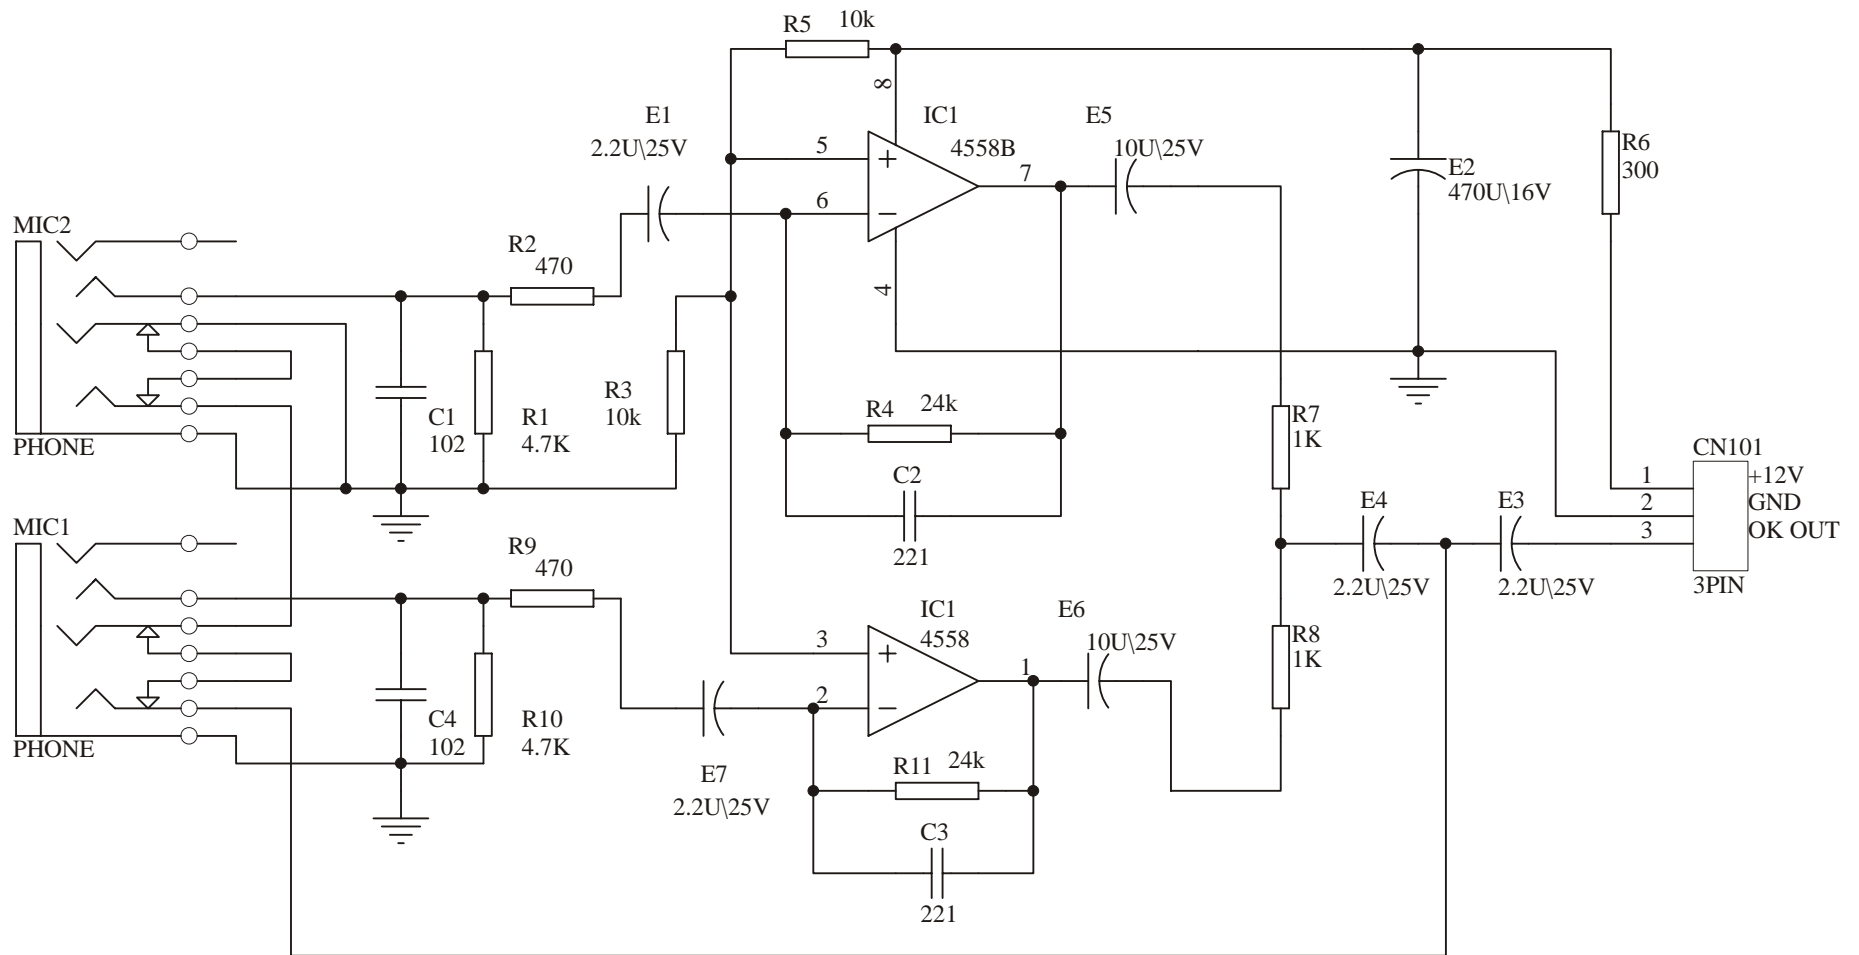 R5 10k
8
E1
2.2U\25V
IC1
4558B
E5
10U\25V
5
6
7
4
R6
300
E2
470U\16V
MIC2
R2
470
PHONE
C1
102
R1
4.7K
R3
10k
R4 24k
C2
221
R7
1K
CN101
1 +12V
2 GND
3 OK OUT
3PIN
E4
2.2U\25V
E3
2.2U\25V
MIC1
R9
470
PHONE
C4
102
R10
4.7K
E7
2.2U\25V
IC1
4558
3
2
1
E6
10U\25V
R8
1K
R11 24k
C3
221